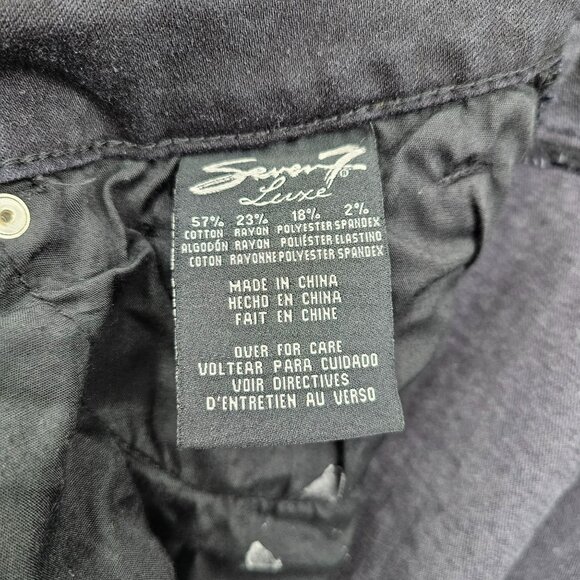 Seven7®
Luxe
57% 23% 18% 2%
COTTON RAYON POLYESTER SPANDEX
ALGODÓN RAYON POLIÉSTER ELASTINO
COTON RAYONNE POLYESTER SPANDEX
MADE IN CHINA
HECHO EN CHINA
FAIT EN CHINE
OVER FOR CARE
VOLTEAR PARA CUIDADO
VOIR DIRECTIVES
D'ENTRETIEN AU VERSO